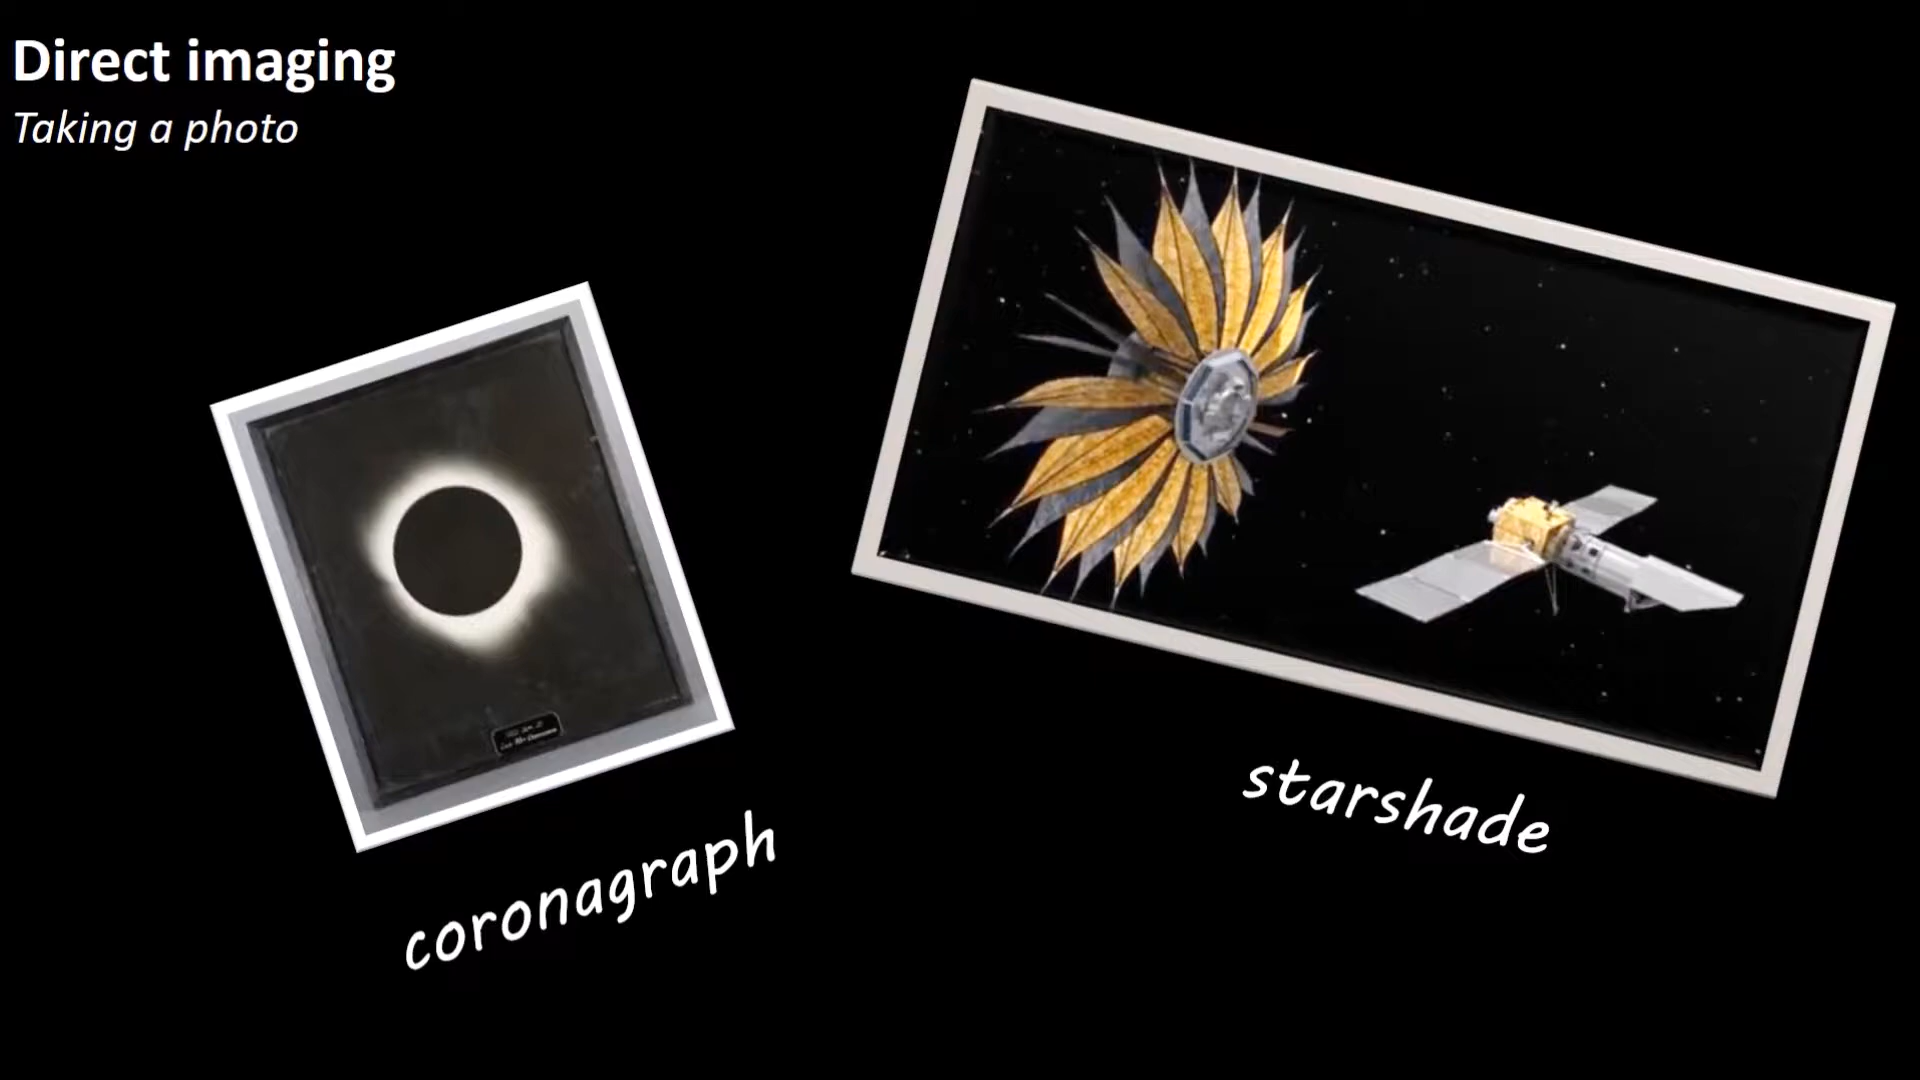 Direct imaging
Taking a photo
starshade
coronagraph